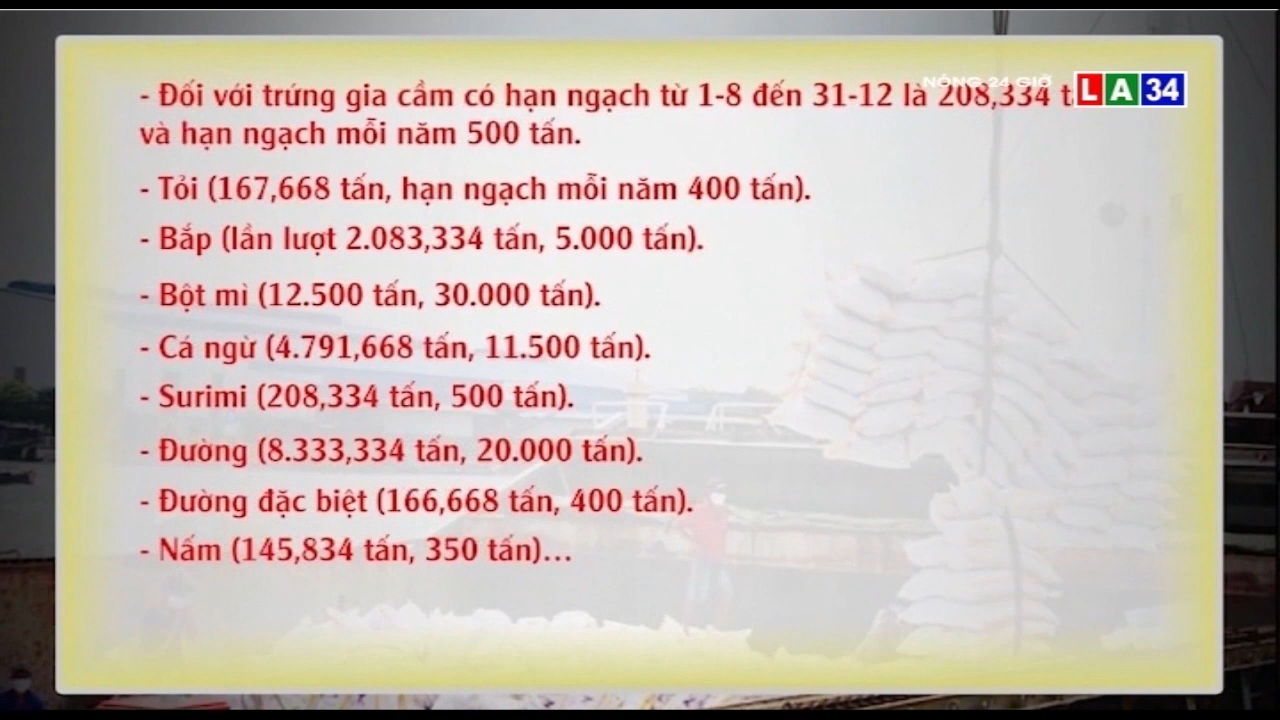 NÓNG 24 GIỜ
LA34
- Đối với trứng gia cầm có hạn ngạch từ 1-8 đến 31-12 là 208,334
và hạn ngạch mỗi năm 500 tấn.
- Tỏi (167,668 tấn, hạn ngạch mỗi năm 400 tấn).
- Bắp (lần lượt 2.083,334 tấn, 5.000 tấn).
- Bột mì (12.500 tấn, 30.000 tấn).
- Cá ngừ (4.791,668 tấn, 11.500 tấn).
- Surimi (208,334 tấn, 500 tấn).
- Đường (8.333,334 tấn, 20.000 tấn).
- Đường đặc biệt (166,668 tấn, 400 tấn).
- Nấm (145,834 tấn, 350 tấn)...